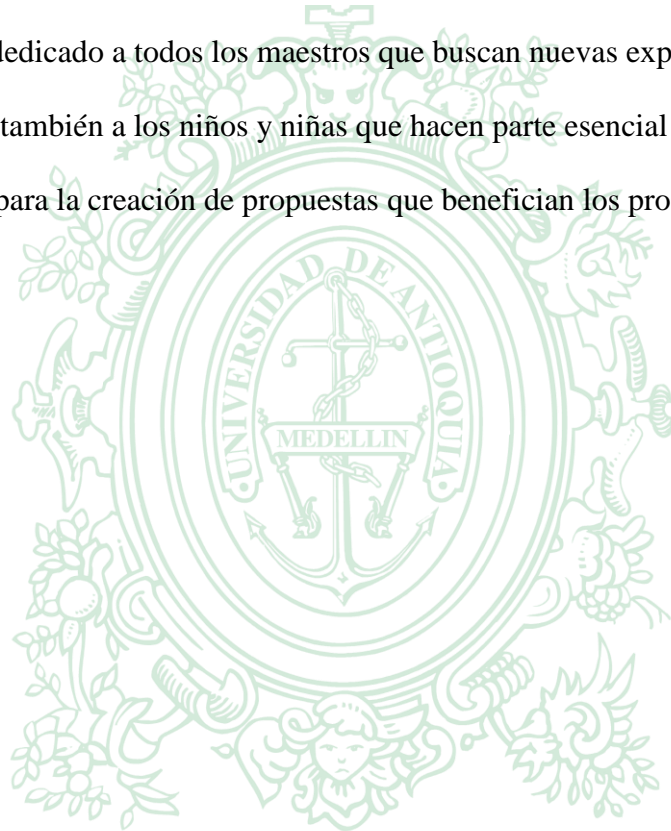 dedicado a todos los maestros que buscan nuevas exp
también a los niños y niñas que hacen parte esencial
para la creación de propuestas que benefician los pro
UNIVERSIDAD DE ANTIOQUIA
MEDELLIN